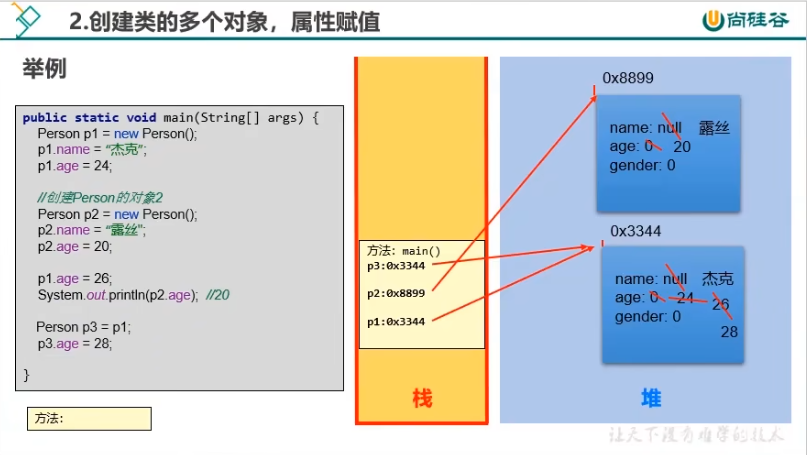 2.创建类的多个对象，属性赋值
尚硅谷
举例
public static void main(String[] args) {
Person p1 = new Person();
p1.name = “杰克”;
p1.age = 24;
//创建Person的对象2
Person p2 = new Person();
p2.name = “露丝”;
p2.age = 20;
p1.age = 26;
System.out.println(p2.age); //20
Person p3 = p1;
p3.age = 28;
}
方法：
方法：main()
p3:0x3344
p2:0x8899
p1:0x3344
栈
0x8899
name: null 露丝
age: 0 20
gender: 0
0x3344
name: null 杰克
age: 0 24 26
gender: 0
28
堆
让天下没有难学的技术